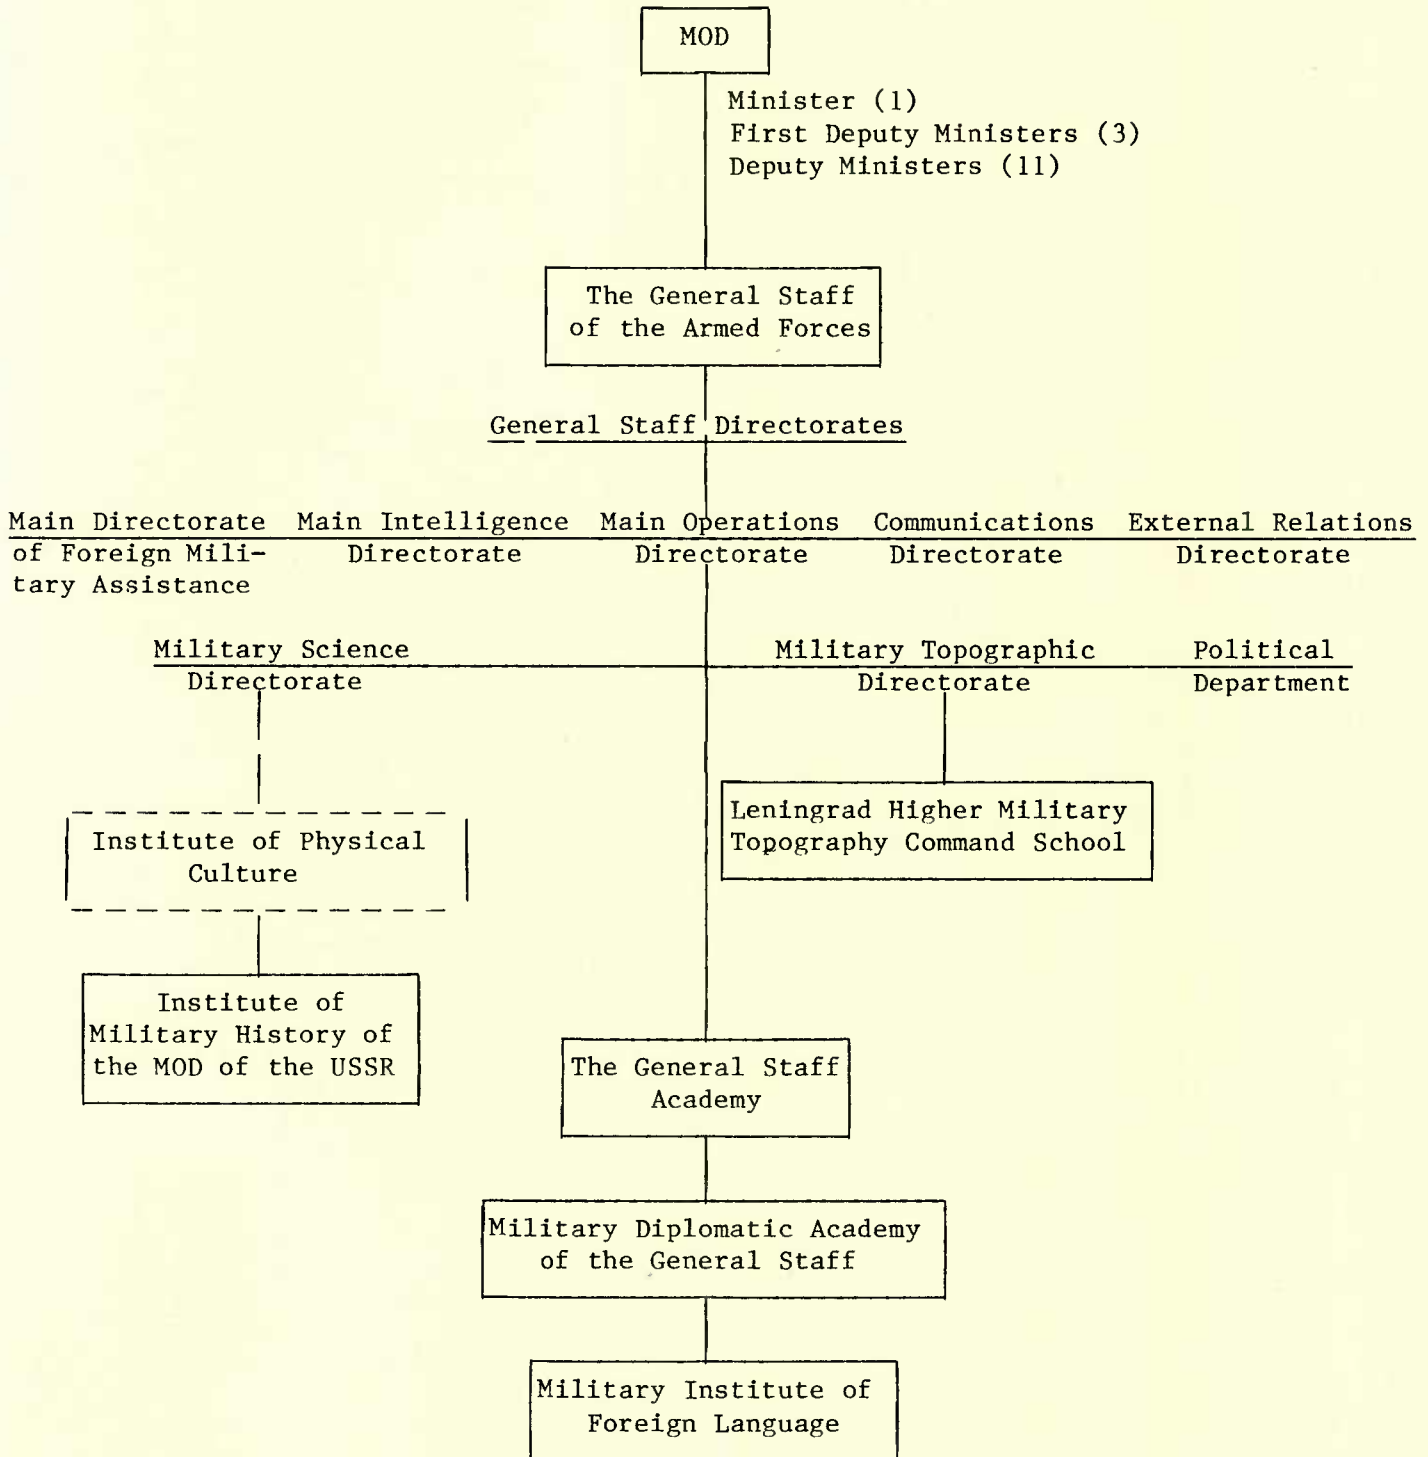 MOD
Minister (1)
First Deputy Ministers (3)
Deputy Ministers (11)
The General Staff
of the Armed Forces
General Staff Directorates
Main Directorate
of Foreign Mili-
tary Assistance
Main Intelligence
Directorate
Main Operations
Directorate
Communications
Directorate
External Relations
Directorate
Military Science
Directorate
Military Topographic
Directorate
Political
Department
Institute of Physical
Culture
Leningrad Higher Military
Topography Command School
Institute of
Military History of
the MOD of the USSR
The General Staff
Academy
Military Diplomatic Academy
of the General Staff
Military Institute of
Foreign Language